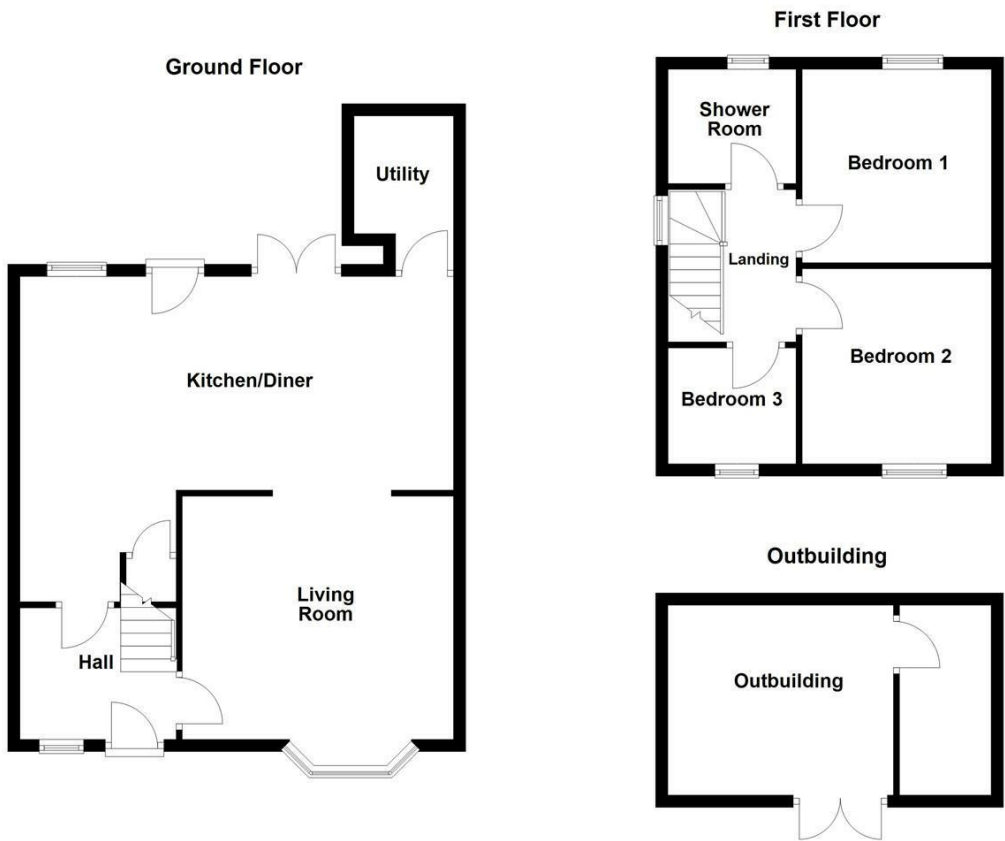 Ground Floor
Utility
Kitchen/Diner
Living
Room
Hall
First Floor
Shower
Room
Bedroom 1
Landing
Bedroom 2
Bedroom 3
Outbuilding
Outbuilding